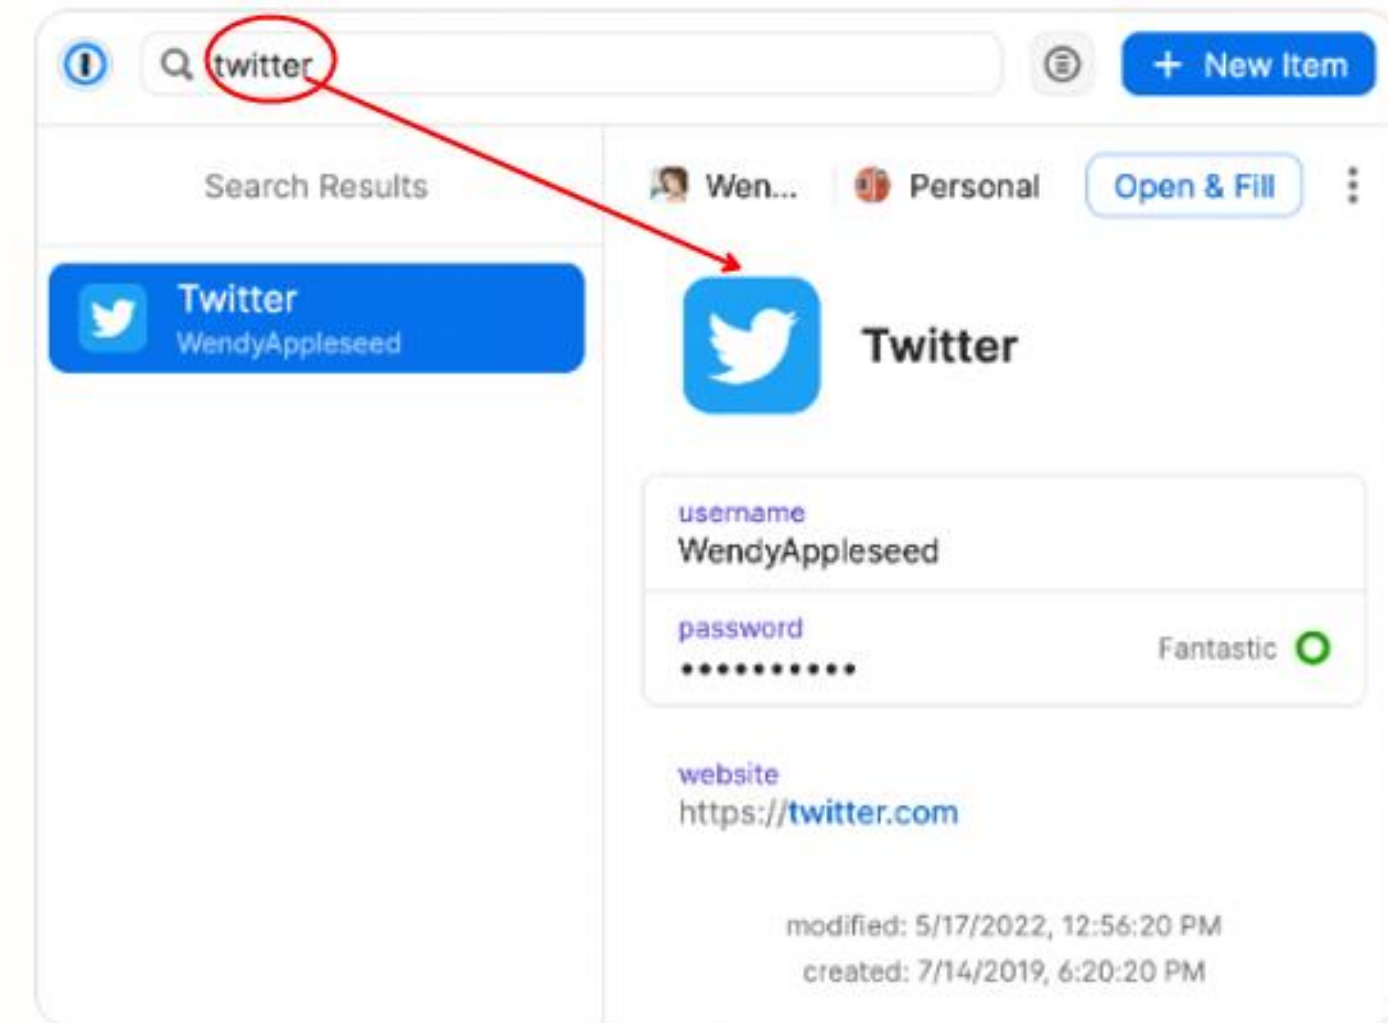 twitter
+ New Item
Search Results
Wen...
Personal
Open & Fill
Twitter
WendyAppleseed
Twitter
username
WendyAppleseed
password
••••••••••
Fantastic
website
https://twitter.com
modified: 5/17/2022, 12:56:20 PM
created: 7/14/2019, 6:20:20 PM